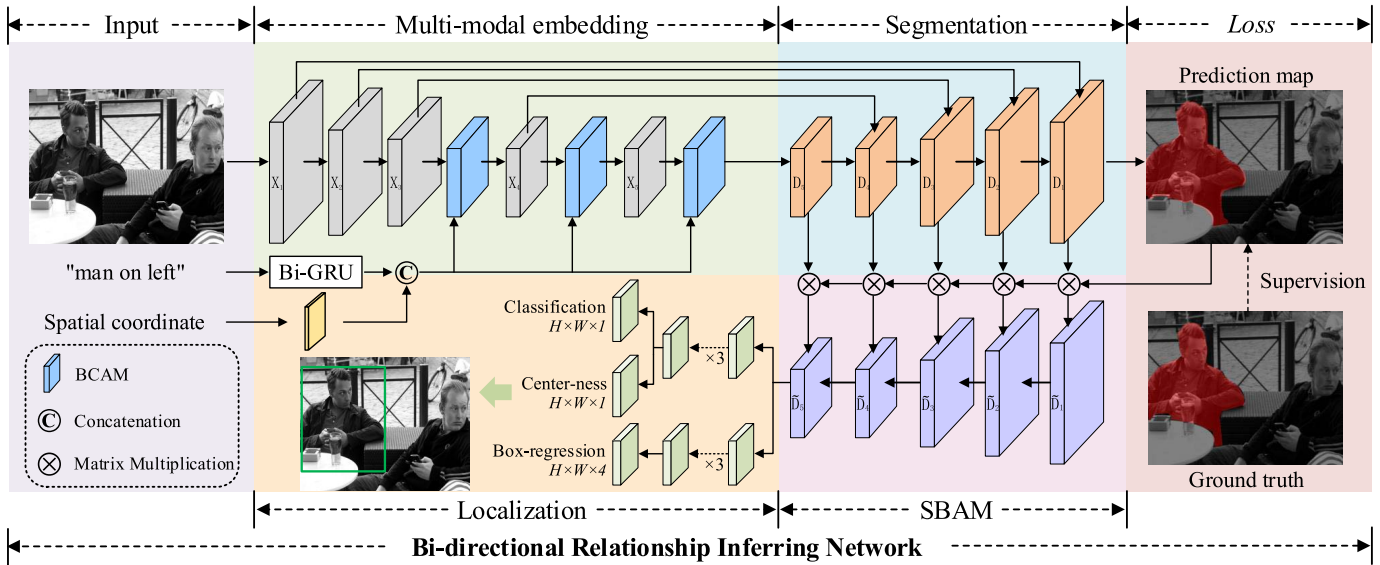 Input
Multi-modal embedding
Segmentation
Loss
Prediction map
X₁
X₂
X₃
X₄
X₅
D₅
D₄
D₃
D₂
D₁
"man on left"
Bi-GRU
C
Supervision
Spatial coordinate
Classification
H×W×1
×3
Center-ness
H×W×1
Box-regression
H×W×4
×3
D̃₅
D̃₄
D̃₃
D̃₂
D̃₁
BCAM
C Concatenation
Matrix Multiplication
Ground truth
Localization
SBAM
Bi-directional Relationship Inferring Network